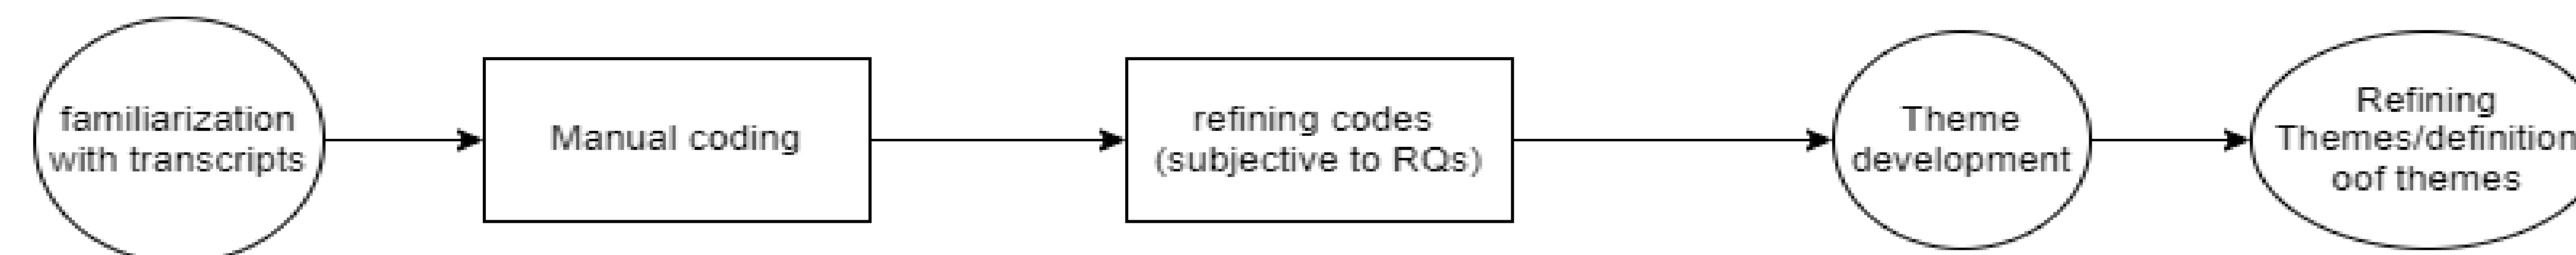 familiarization
with transcripts
Manual coding
refining codes
(subjective to RQs)
Theme
development
Refining
Themes/definition
oof themes